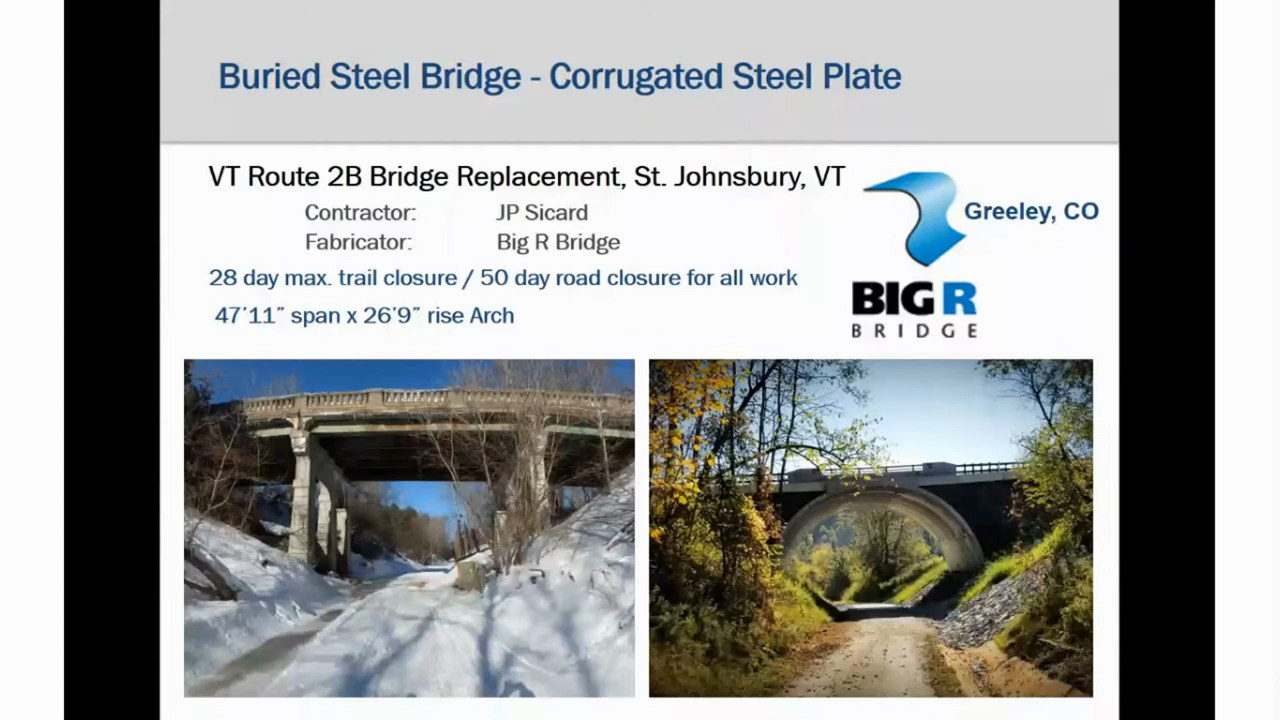 Buried Steel Bridge - Corrugated Steel Plate
VT Route 2B Bridge Replacement, St. Johnsbury, VT
Contractor: JP Sicard
Fabricator: Big R Bridge
28 day max. trail closure / 50 day road closure for all work
47'11” span x 26'9” rise Arch
Greeley, CO
BIG R
BRIDGE